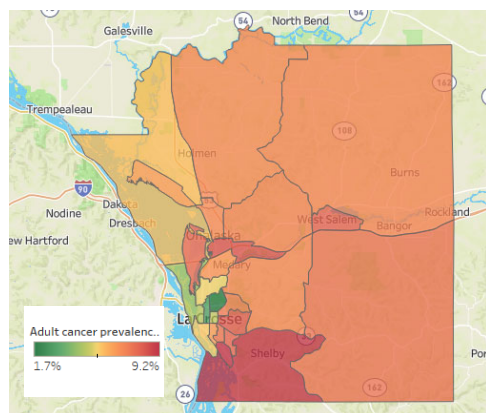 54
54
Galesville
North Bend
162
Trempealeau
108
Holmen
Burns
90
Dakota
Nodine
Dresbach
West Salem
Rockland
Bangor
ew Hartford
Onalaska
Medary
La Crosse
Adult cancer prevalenc..
Shelby
Po
1.7%
9.2%
26
162